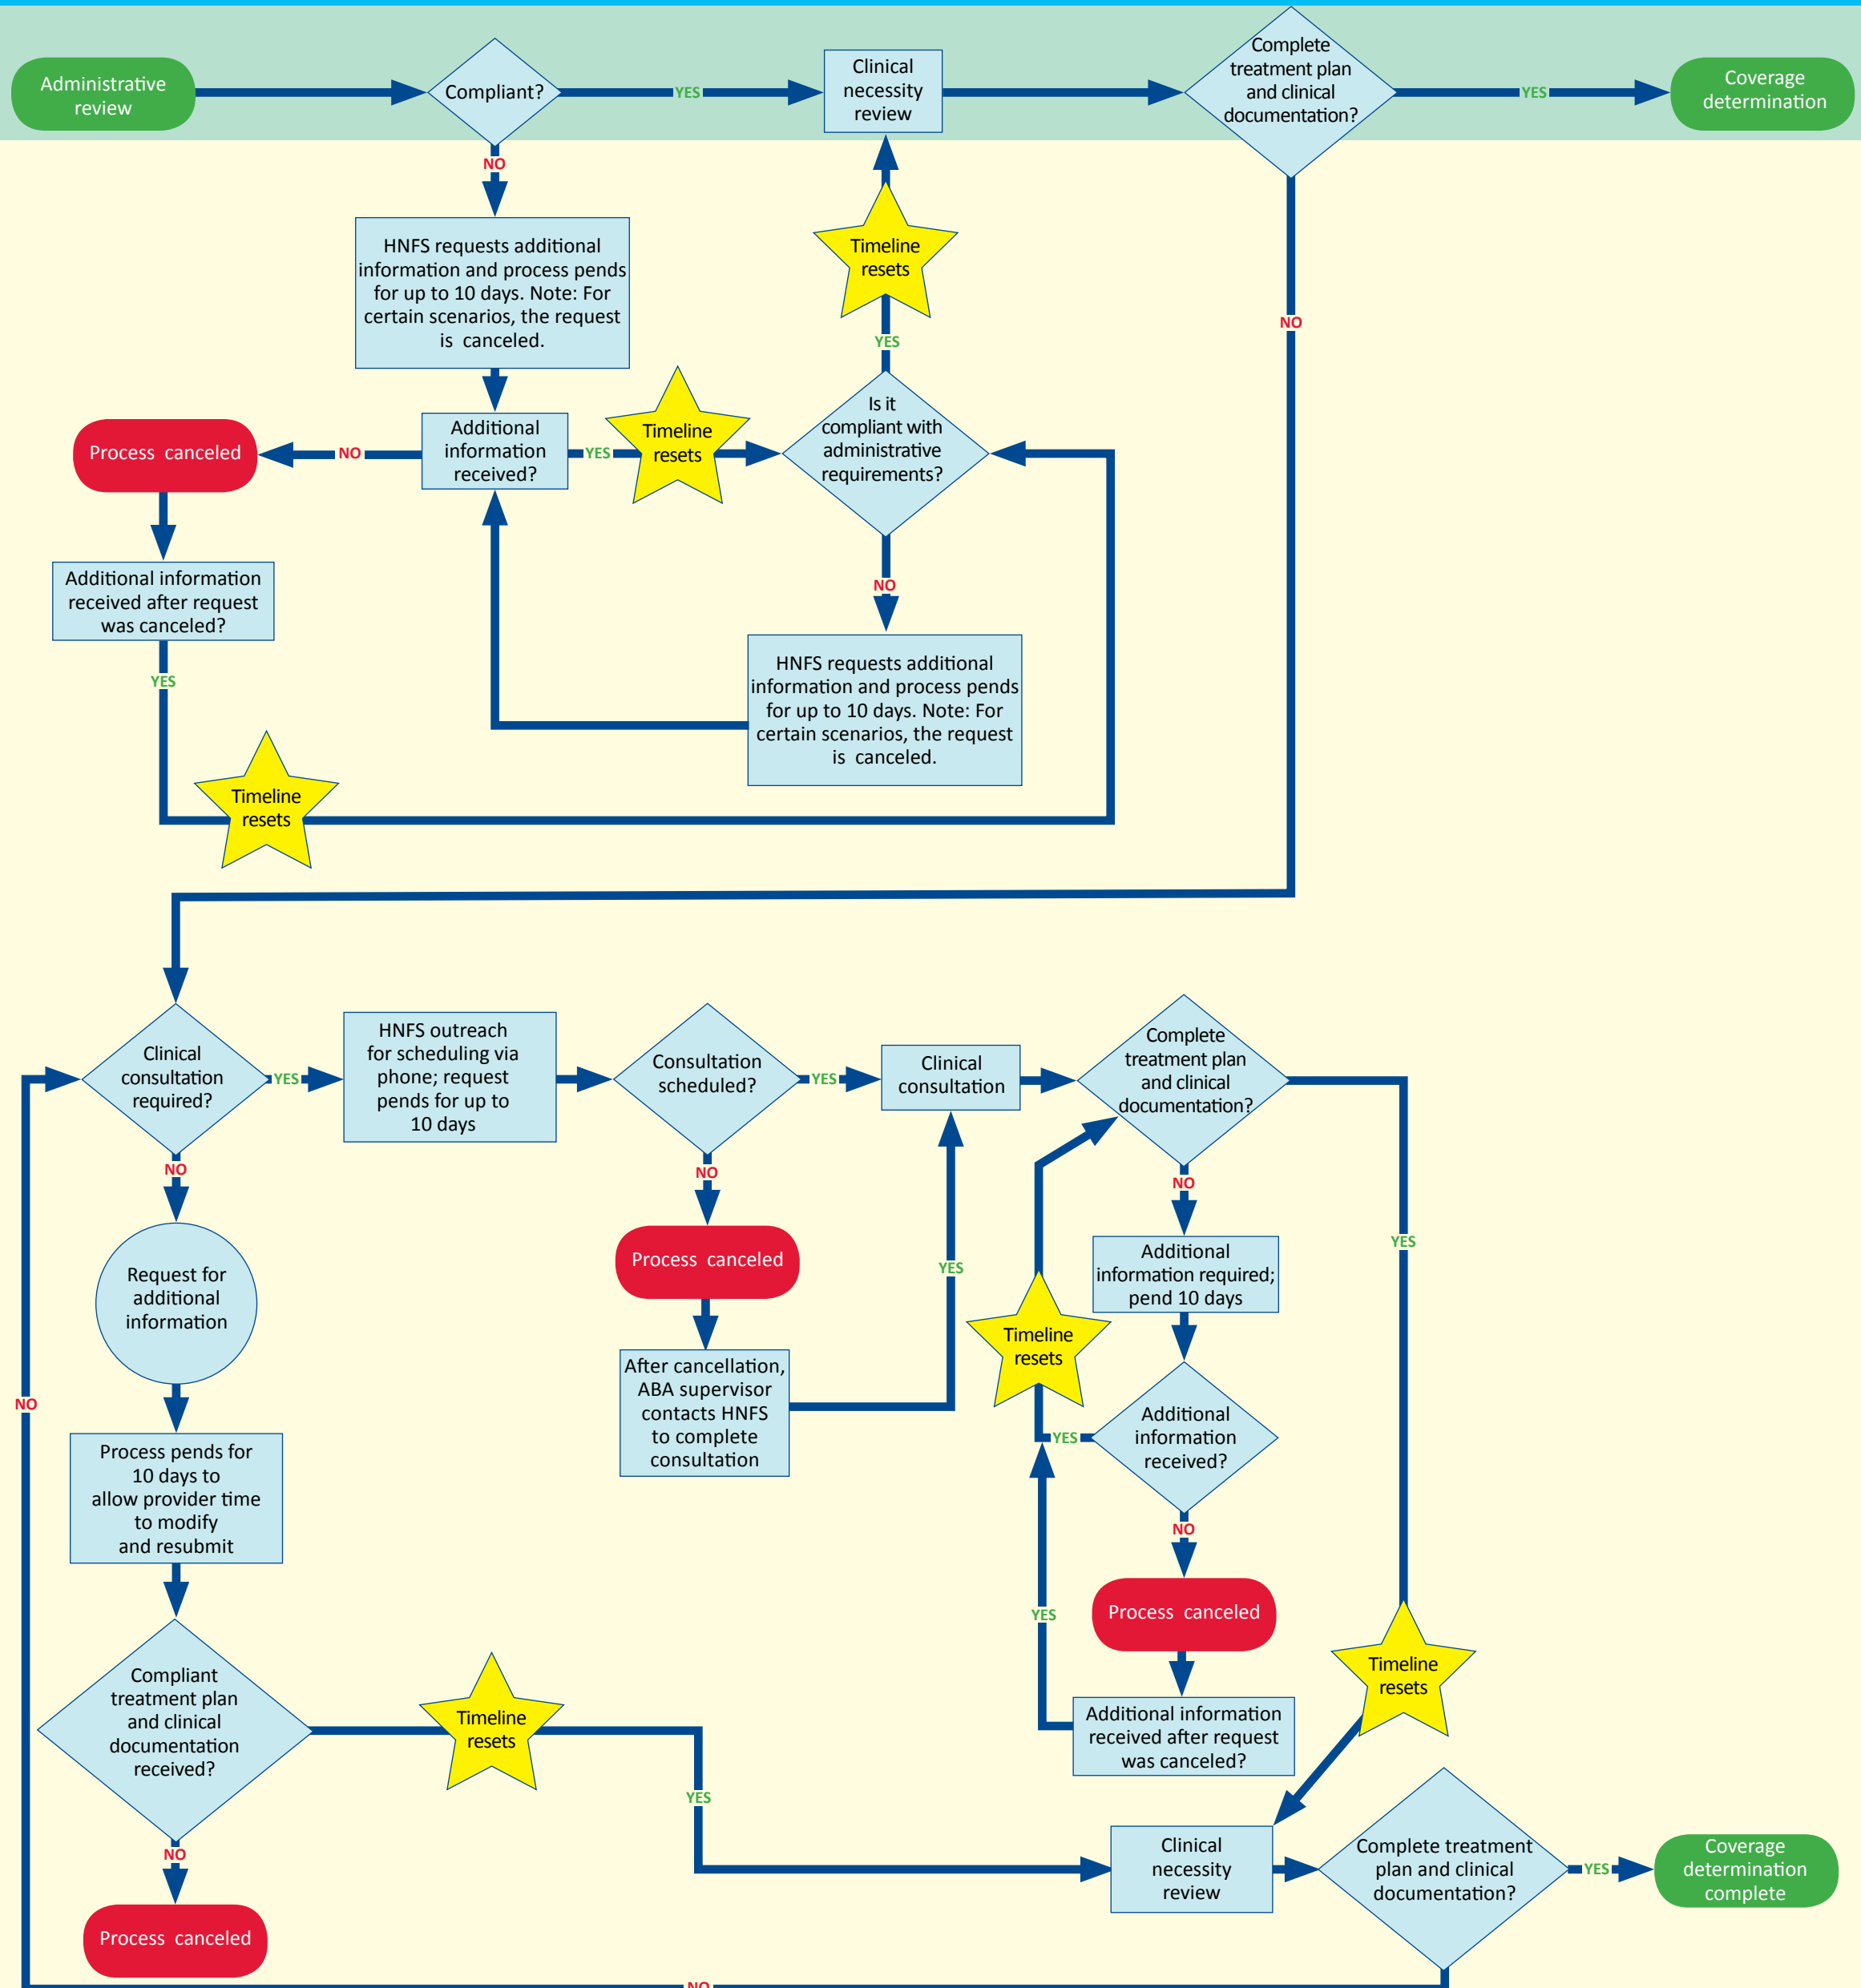 Administrative
review
Compliant?
YES
Clinical
necessity
review
Complete
treatment plan
and clinical
documentation?
YES
Coverage
determination
NO
HNFS requests additional
information and process pends
for up to 10 days. Note: For
certain scenarios, the request
is canceled.
Timeline
resets
YES
NO
Process canceled
NO
Additional
information
received?
YES
Timeline
resets
Is it
compliant with
administrative
requirements?
Additional information
received after request
was canceled?
NO
HNFS requests additional
information and process pends
for up to 10 days. Note: For
certain scenarios, the request
is canceled.
YES
Timeline
resets
Clinical
consultation
required?
YES
HNFS outreach
for scheduling via
phone; request
pends for up to
10 days
Consultation
scheduled?
YES
Clinical
consultation
Complete
treatment plan
and clinical
documentation?
NO
Request for
additional
information
NO
Process canceled
After cancellation,
ABA supervisor
contacts HNFS
to complete
consultation
YES
NO
Additional
information required;
pend 10 days
YES
Timeline
resets
YES
Additional
information
received?
NO
Process pends for
10 days to
allow provider time
to modify
and resubmit
NO
Process canceled
YES
Additional information
received after request
was canceled?
Timeline
resets
Compliant
treatment plan
and clinical
documentation
received?
Timeline
resets
YES
NO
Process canceled
Clinical
necessity
review
Complete treatment
plan and clinical
documentation?
YES
Coverage
determination
complete
NO